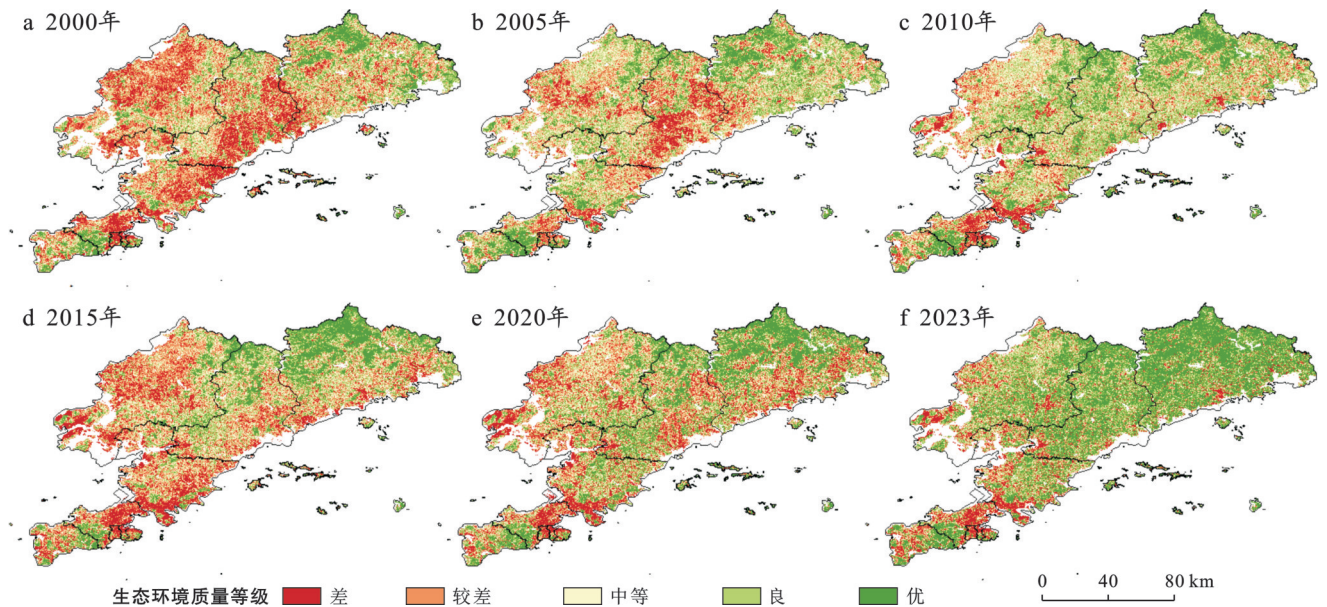 a 2000年
b 2005年
c 2010年
d 2015年
e 2020年
f 2023年
生态环境质量等级 差 较差 中等 良 优
0 40 80 km